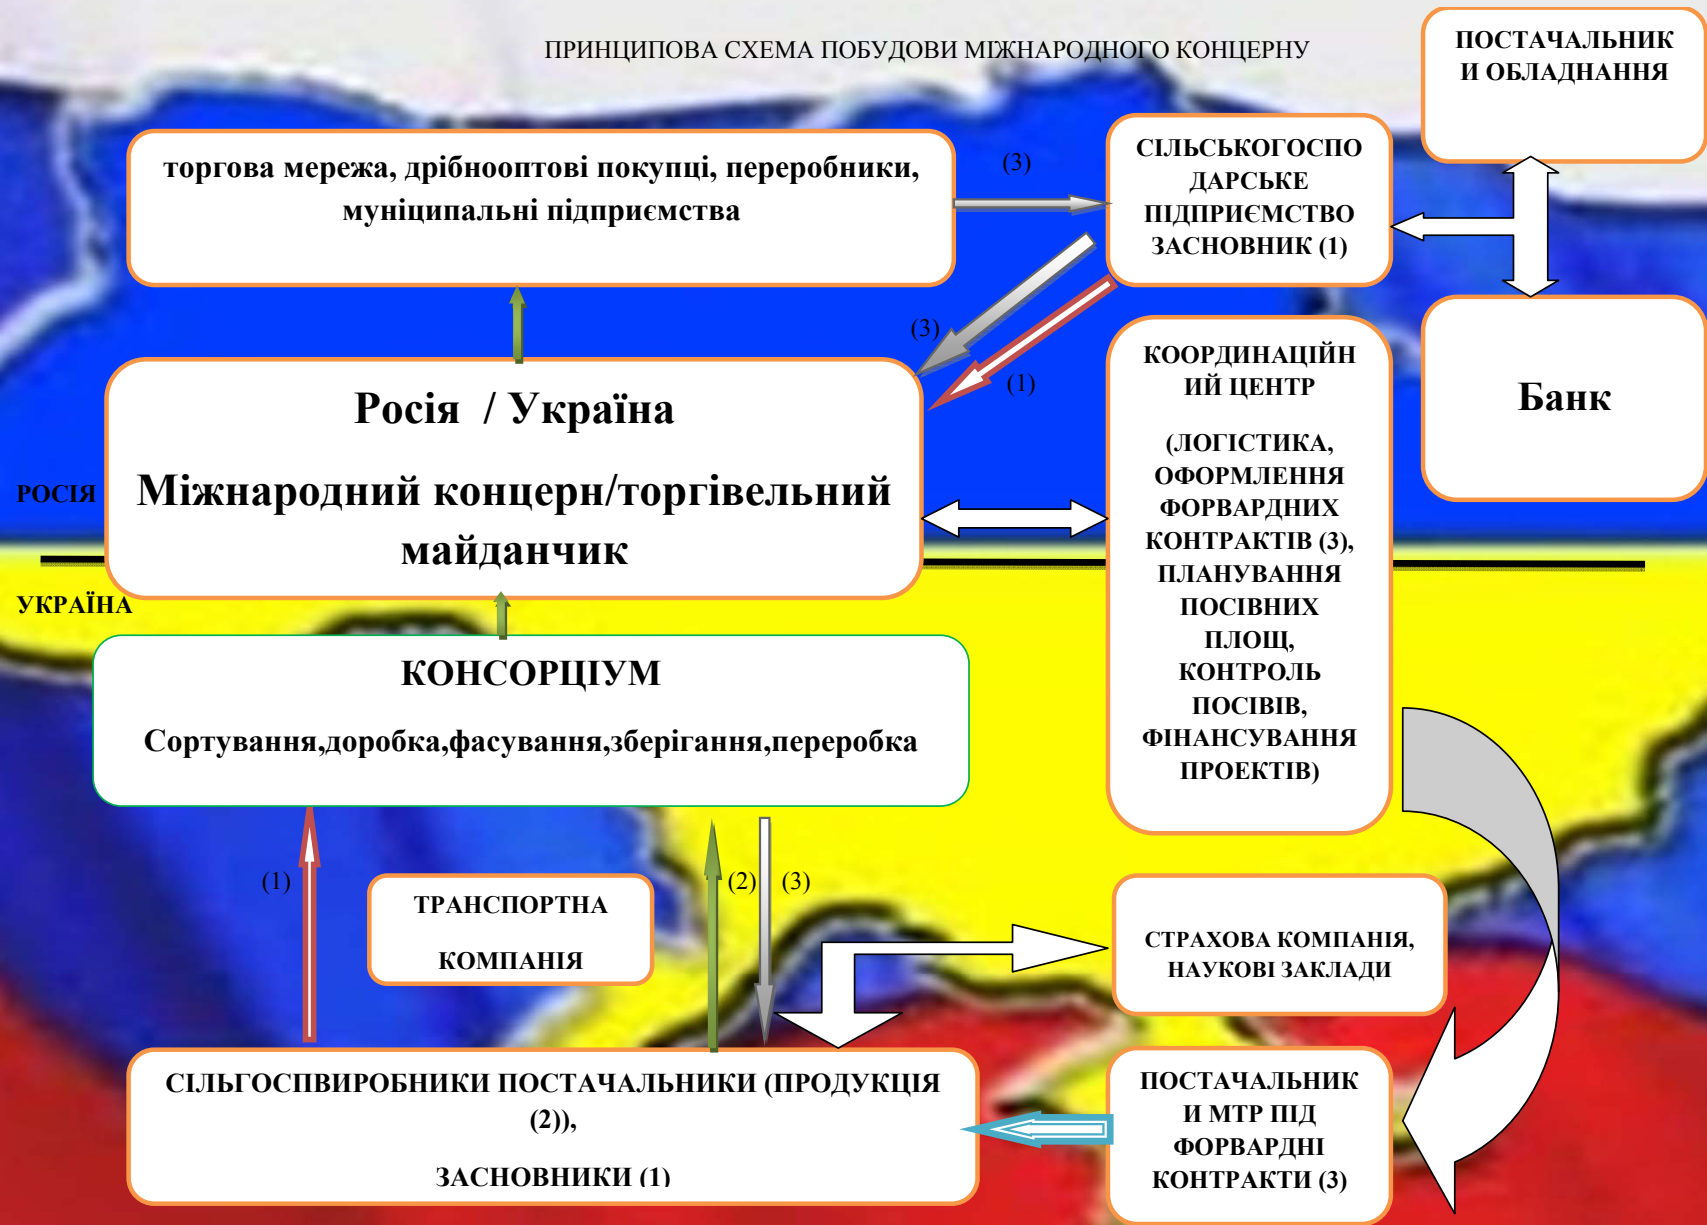 ПРИНЦИПОВА СХЕМА ПОБУДОВИ МІЖНАРОДНОГО КОНЦЕРНУ
ПОСТАЧАЛЬНИК
И ОБЛАДНАННЯ
торгова мережа, дрібнооптові покупці, переробники,
муніципальні підприємства
(3)
СІЛЬСЬКОГОСПО
ДАРСЬКЕ
ПІДПРИЄМСТВО
ЗАСНОВНИК (1)
(3)
(1)
Банк
Росія / Україна
Міжнародний концерн/торгівельний
майданчик
РОСІЯ
УКРАЇНА
КООРДИНАЦІЙН
ИЙ ЦЕНТР
(ЛОГІСТИКА,
ОФОРМЛЕННЯ
ФОРВАРДНИХ
КОНТРАКТІВ (3),
ПЛАНУВАННЯ
ПОСІВНИХ
ПЛОЩ,
КОНТРОЛЬ
ПОСІВІВ,
ФІНАНСУВАННЯ
ПРОЕКТІВ)
КОНСОРЦІУМ
Сортування,доробка,фасування,зберігання,переробка
(1)
(2)
(3)
ТРАНСПОРТНА
КОМПАНІЯ
СТРАХОВА КОМПАНІЯ,
НАУКОВІ ЗАКЛАДИ
СІЛЬГОСПВИРОБНИКИ ПОСТАЧАЛЬНИКИ (ПРОДУКЦІЯ
(2)),
ЗАСНОВНИКИ (1)
ПОСТАЧАЛЬНИК
И МТР ПІД
ФОРВАРДНІ
КОНТРАКТИ (3)